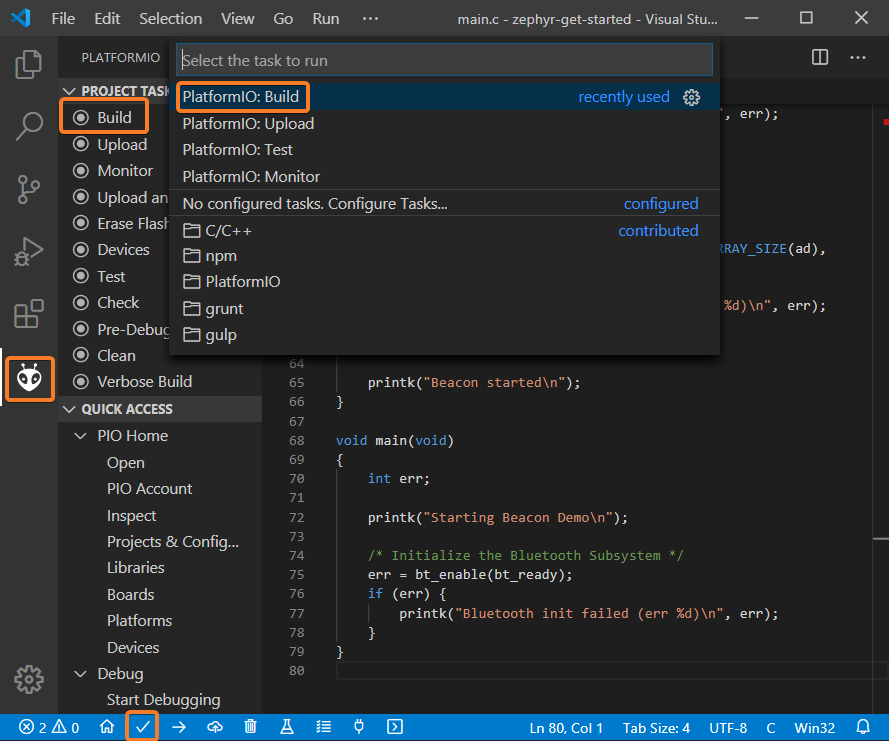 File Edit Selection View Go Run ··· main.c - zephyr-get-started - Visual Stu...
PLATFORMIO
Select the task to run
PROJECT TASK
PlatformIO: Build recently used
PlatformIO: Upload
PlatformIO: Test
PlatformIO: Monitor
No configured tasks. Configure Tasks... configured
C/C++ contributed
npm
PlatformIO
grunt
gulp
Build
Upload
Monitor
Upload an
Erase Flash
Devices
Test
Check
Pre-Debug
Clean
Verbose Build
QUICK ACCESS
PIO Home
Open
PIO Account
Inspect
Projects & Config...
Libraries
Boards
Platforms
Devices
Debug
Start Debugging
", err);
RRAY_SIZE(ad),
%d)\n", err);
64
65 printk("Beacon started\n");
66 }
67
68 void main(void)
69 {
70 int err;
71
72 printk("Starting Beacon Demo\n");
73
74 /* Initialize the Bluetooth Subsystem */
75 err = bt_enable(bt_ready);
76 if (err) {
77 printk("Bluetooth init failed (err %d)\n", err);
78 }
79 }
80
2 0 Ln 80, Col 1 Tab Size: 4 UTF-8 C Win32